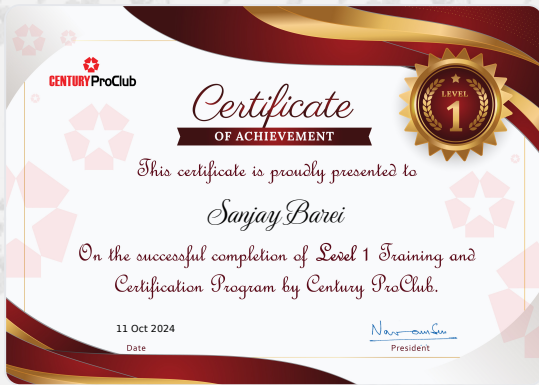 CENTURY ProClub
Certificate
OF ACHIEVEMENT
LEVEL
1
This certificate is proudly presented to
Sanjay Barei
On the successful completion of Level 1 Training and
Certification Program by Century ProClub.
11 Oct 2024
Date
President